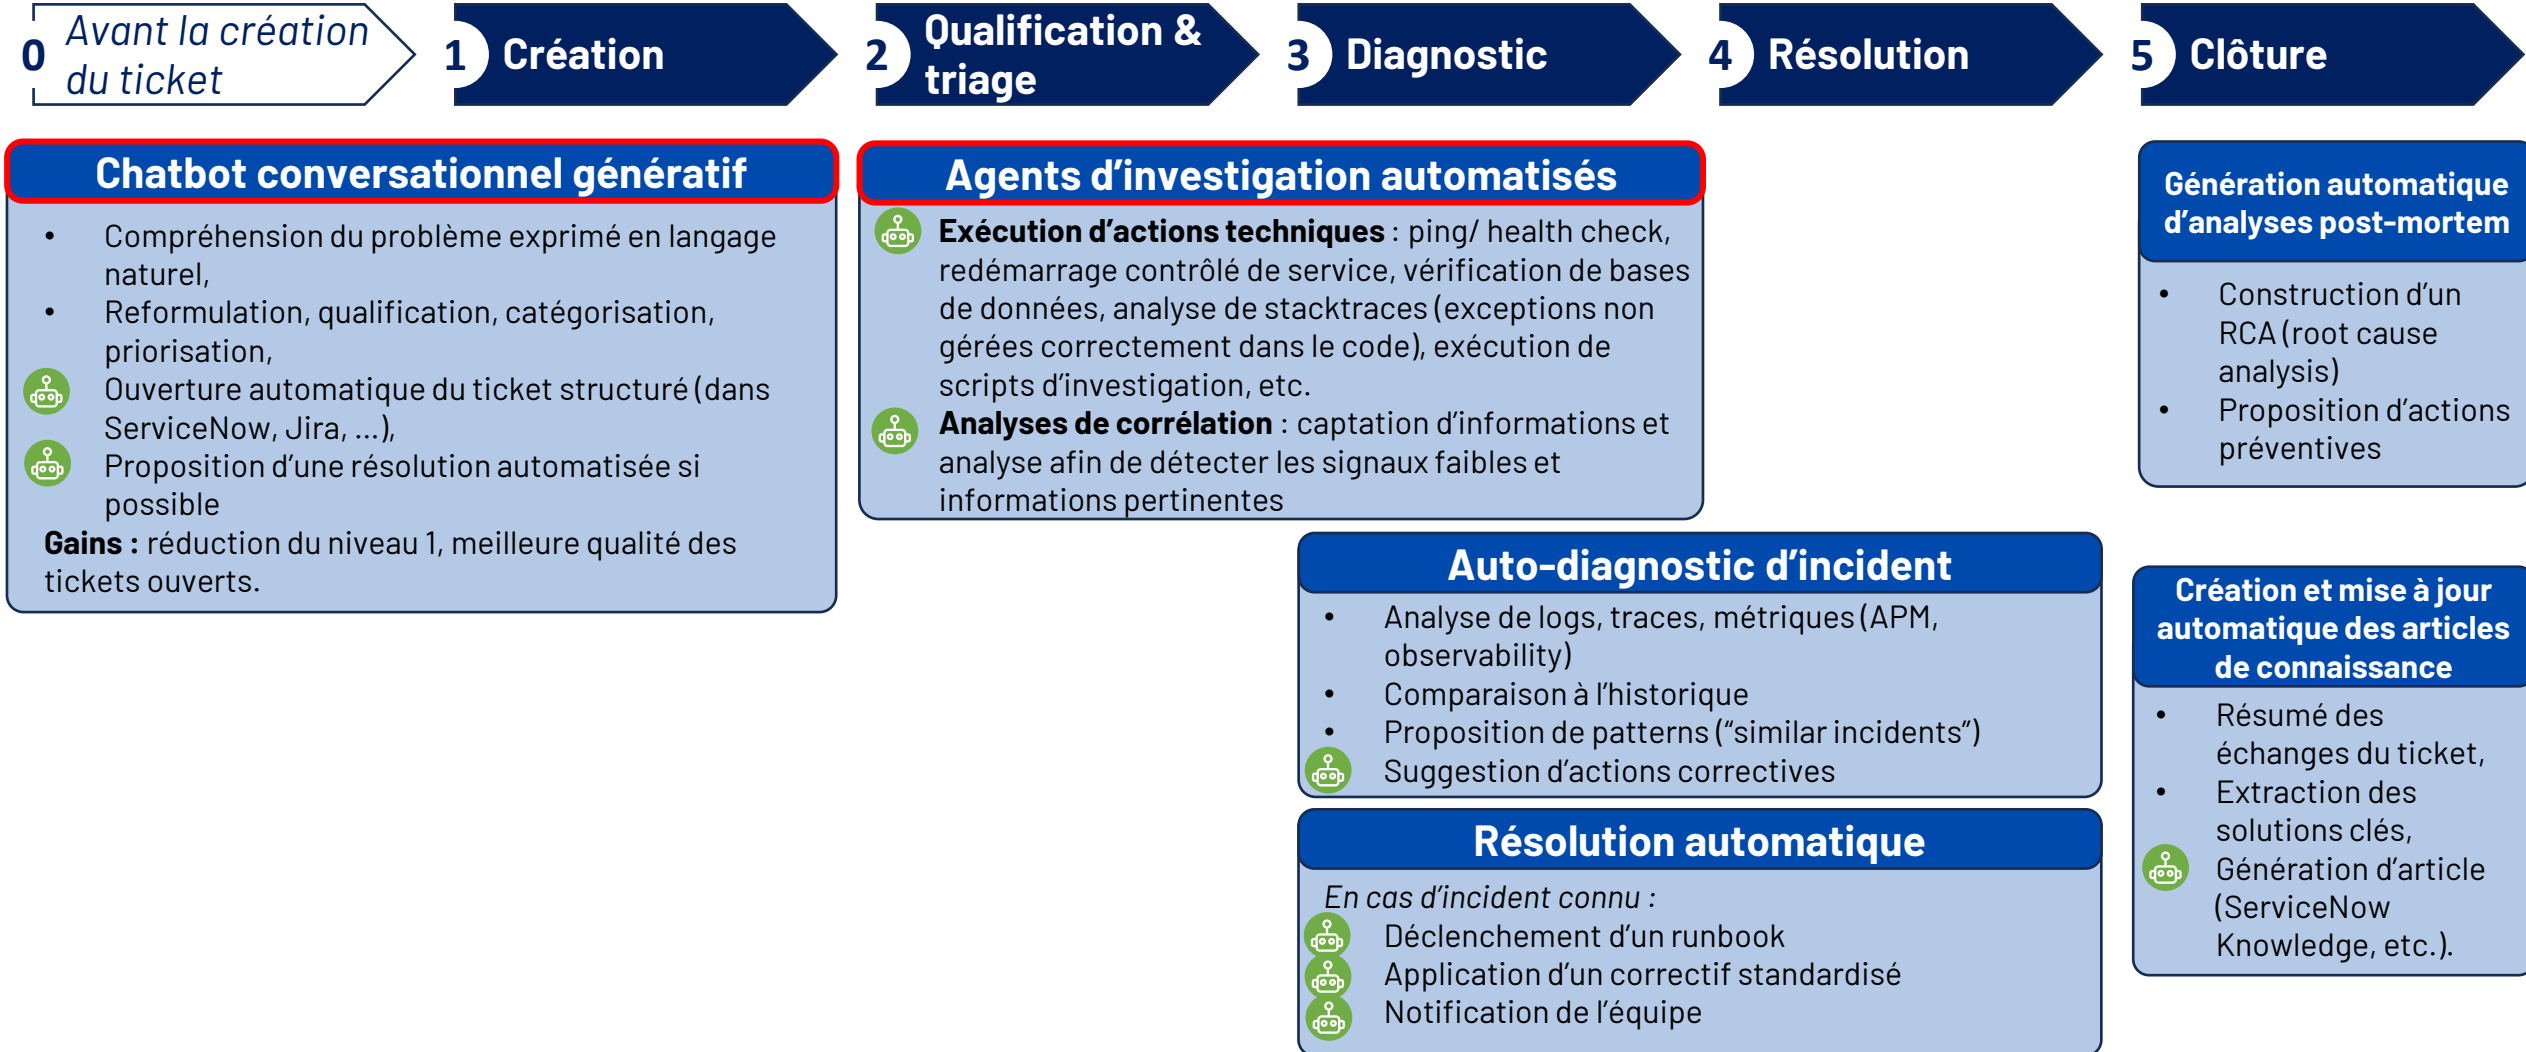 0
Avant la création
du ticket
1
Création
2
Qualification &
triage
3
Diagnostic
4
Résolution
5
Clôture
Chatbot conversationnel génératif
• Compréhension du problème exprimé en langage
naturel,
• Reformulation, qualification, catégorisation,
priorisation,
Ouverture automatique du ticket structuré (dans
ServiceNow, Jira, ...),
Proposition d’une résolution automatisée si
possible
Gains : réduction du niveau 1, meilleure qualité des
tickets ouverts.
Agents d’investigation automatisés
Exécution d’actions techniques : ping/ health check,
redémarrage contrôlé de service, vérification de bases
de données, analyse de stacktraces (exceptions non
gérées correctement dans le code), exécution de
scripts d’investigation, etc.
Analyses de corrélation : captation d’informations et
analyse afin de détecter les signaux faibles et
informations pertinentes
Auto-diagnostic d’incident
• Analyse de logs, traces, métriques (APM,
observability)
• Comparaison à l’historique
• Proposition de patterns (“similar incidents”)
Suggestion d’actions correctives
Résolution automatique
En cas d’incident connu :
Déclenchement d’un runbook
Application d’un correctif standardisé
Notification de l’équipe
Génération automatique
d’analyses post-mortem
• Construction d’un
RCA (root cause
analysis)
• Proposition d’actions
préventives
Création et mise à jour
automatique des articles
de connaissance
• Résumé des
échanges du ticket,
• Extraction des
solutions clés,
Génération d’article
(ServiceNow
Knowledge, etc.).